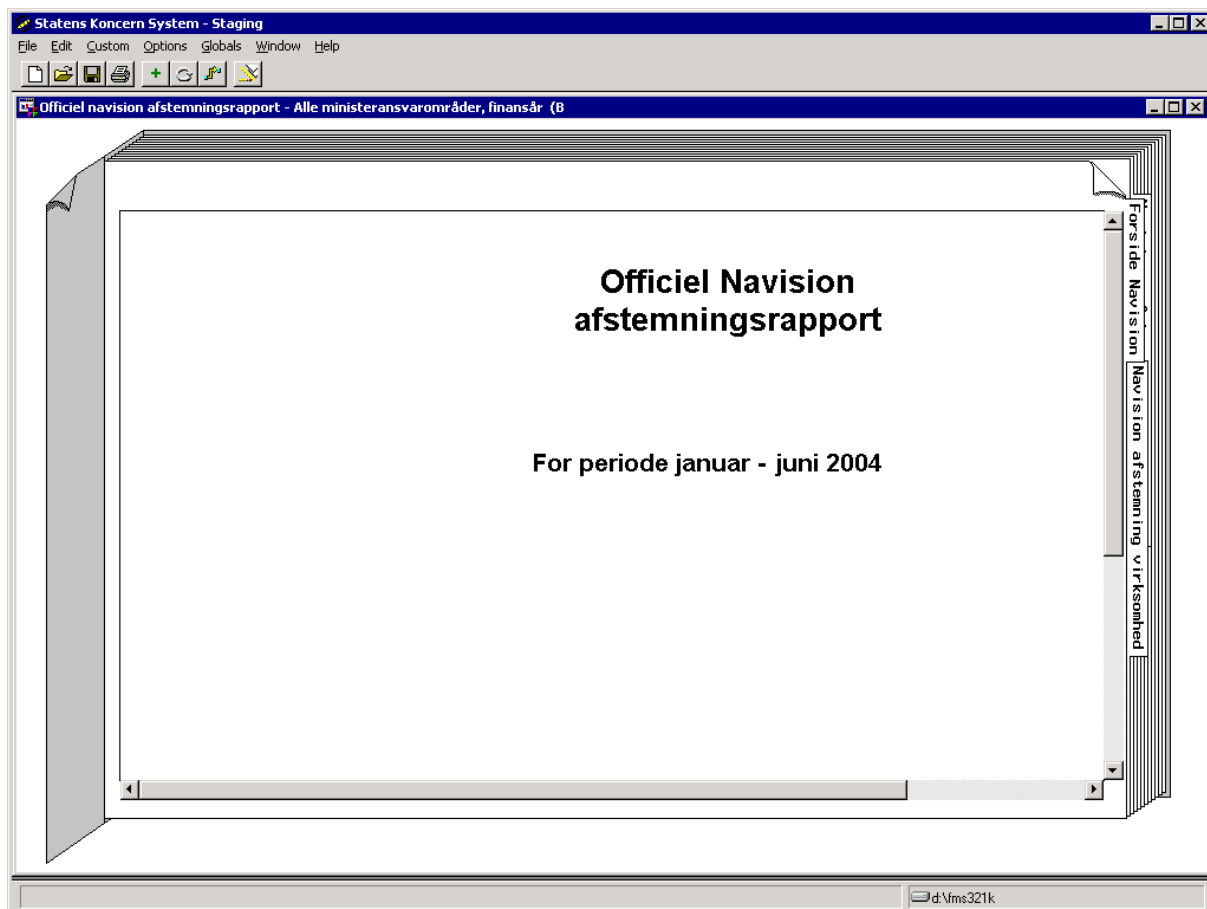 Statens Koncern System - Staging
File Edit Custom Options Globals Window Help
Officiel navision afstemningsrapport - Alle ministeransvarområder, finansår (B
Officiel Navision
afstemningsrapport
For periode januar - juni 2004
Forside Navision
Navision afstemning virksomhed
d:\fms321k